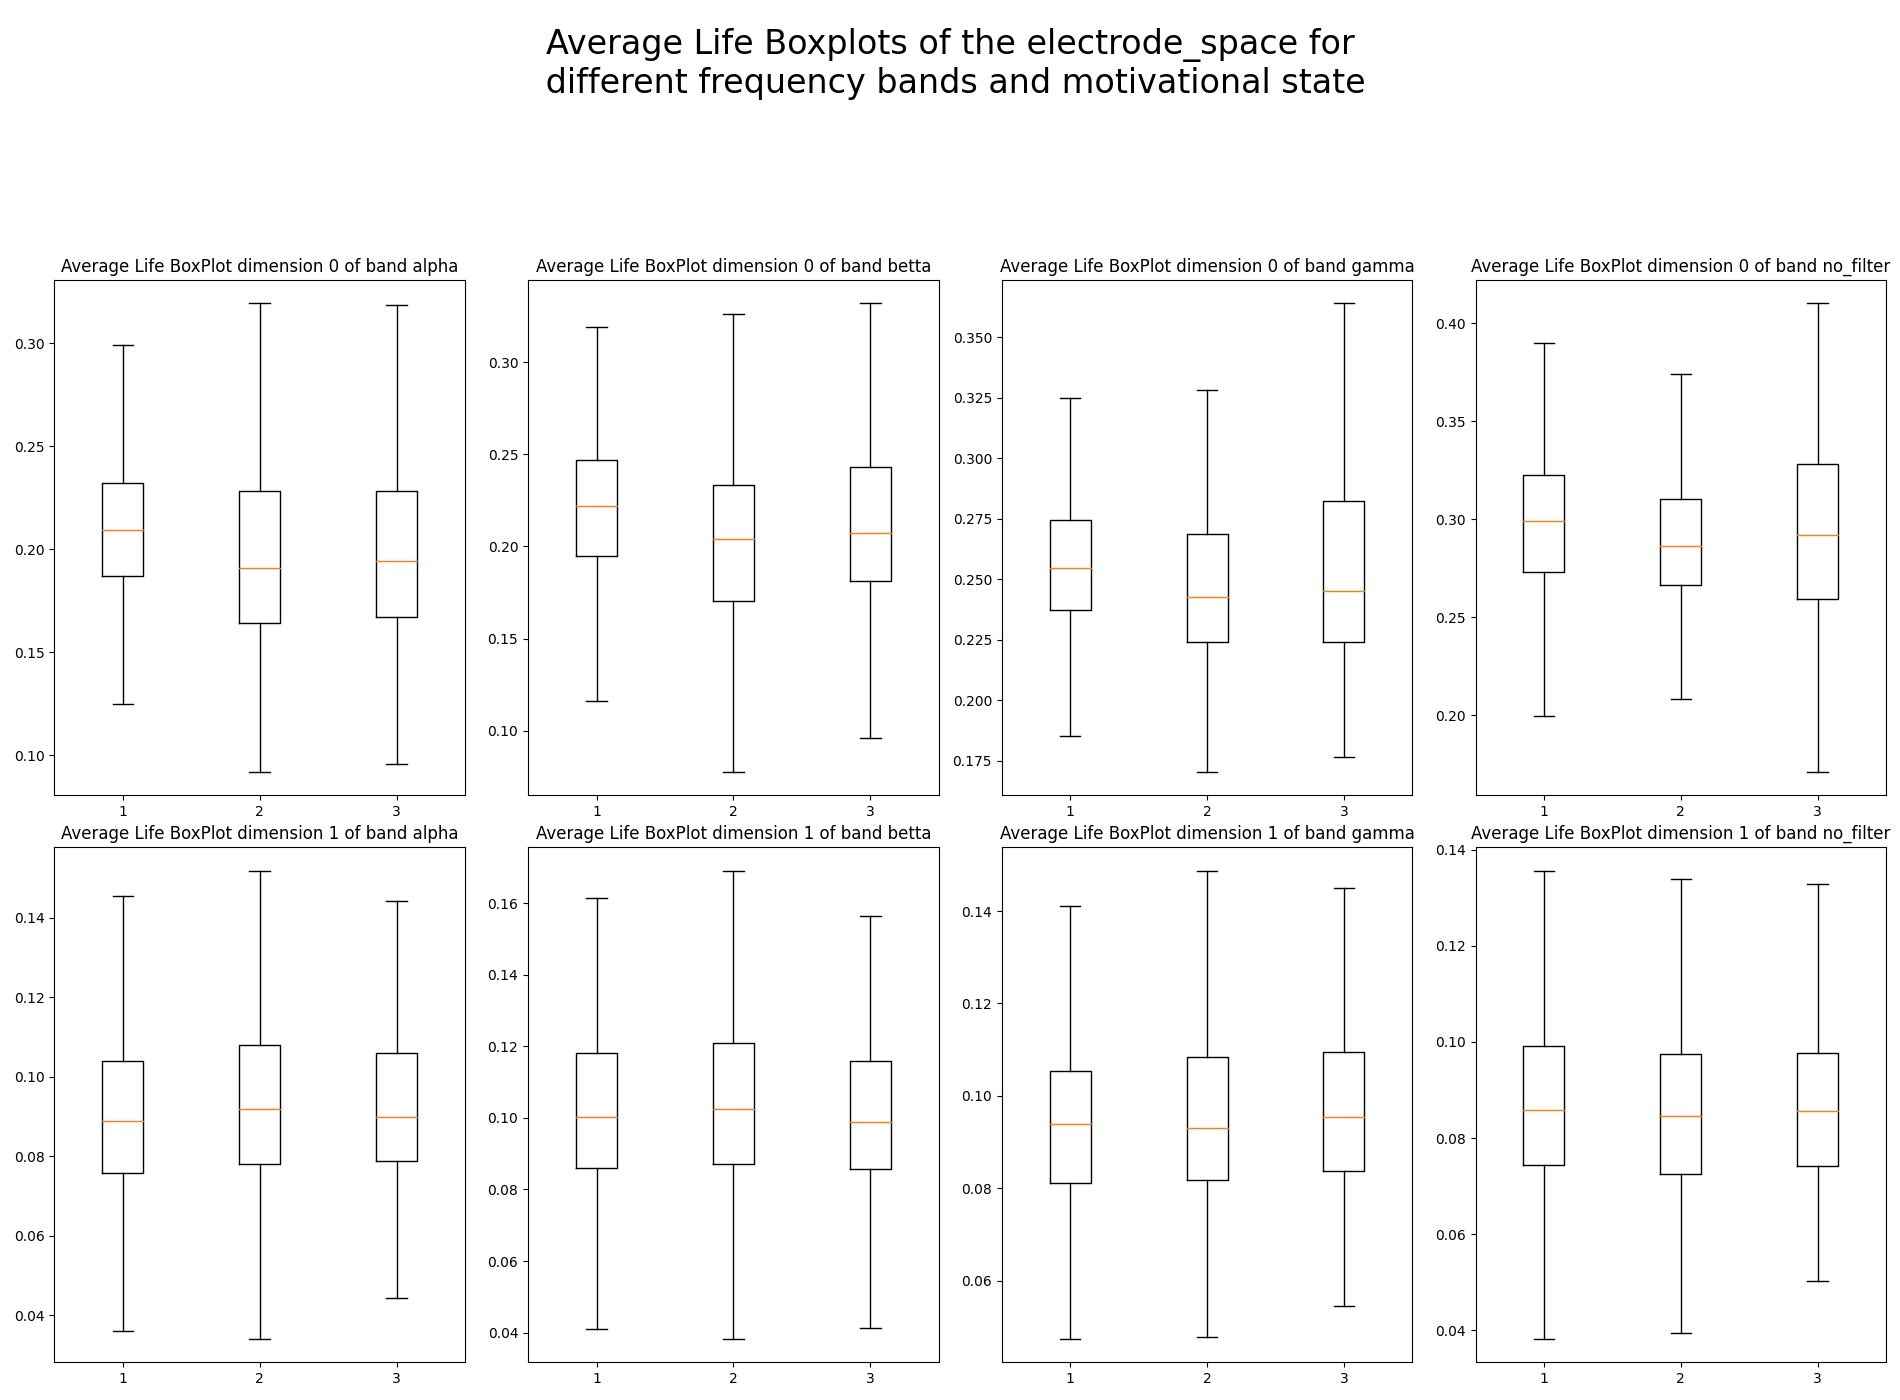 Average Life Boxplots of the electrode_space for
different frequency bands and motivational state
Average Life BoxPlot dimension 0 of band alpha
0.30
0.25
0.20
0.15
0.10
1 2 3
Average Life BoxPlot dimension 0 of band betta
0.30
0.25
0.20
0.15
0.10
1 2 3
Average Life BoxPlot dimension 0 of band gamma
0.350
0.325
0.300
0.275
0.250
0.225
0.200
0.175
1 2 3
Average Life BoxPlot dimension 0 of band no_filter
0.40
0.35
0.30
0.25
0.20
1 2 3
Average Life BoxPlot dimension 1 of band alpha
0.14
0.12
0.10
0.08
0.06
0.04
1 2 3
Average Life BoxPlot dimension 1 of band betta
0.16
0.14
0.12
0.10
0.08
0.06
0.04
1 2 3
Average Life BoxPlot dimension 1 of band gamma
0.14
0.12
0.10
0.08
0.06
1 2 3
Average Life BoxPlot dimension 1 of band no_filter
0.14
0.12
0.10
0.08
0.06
0.04
1 2 3